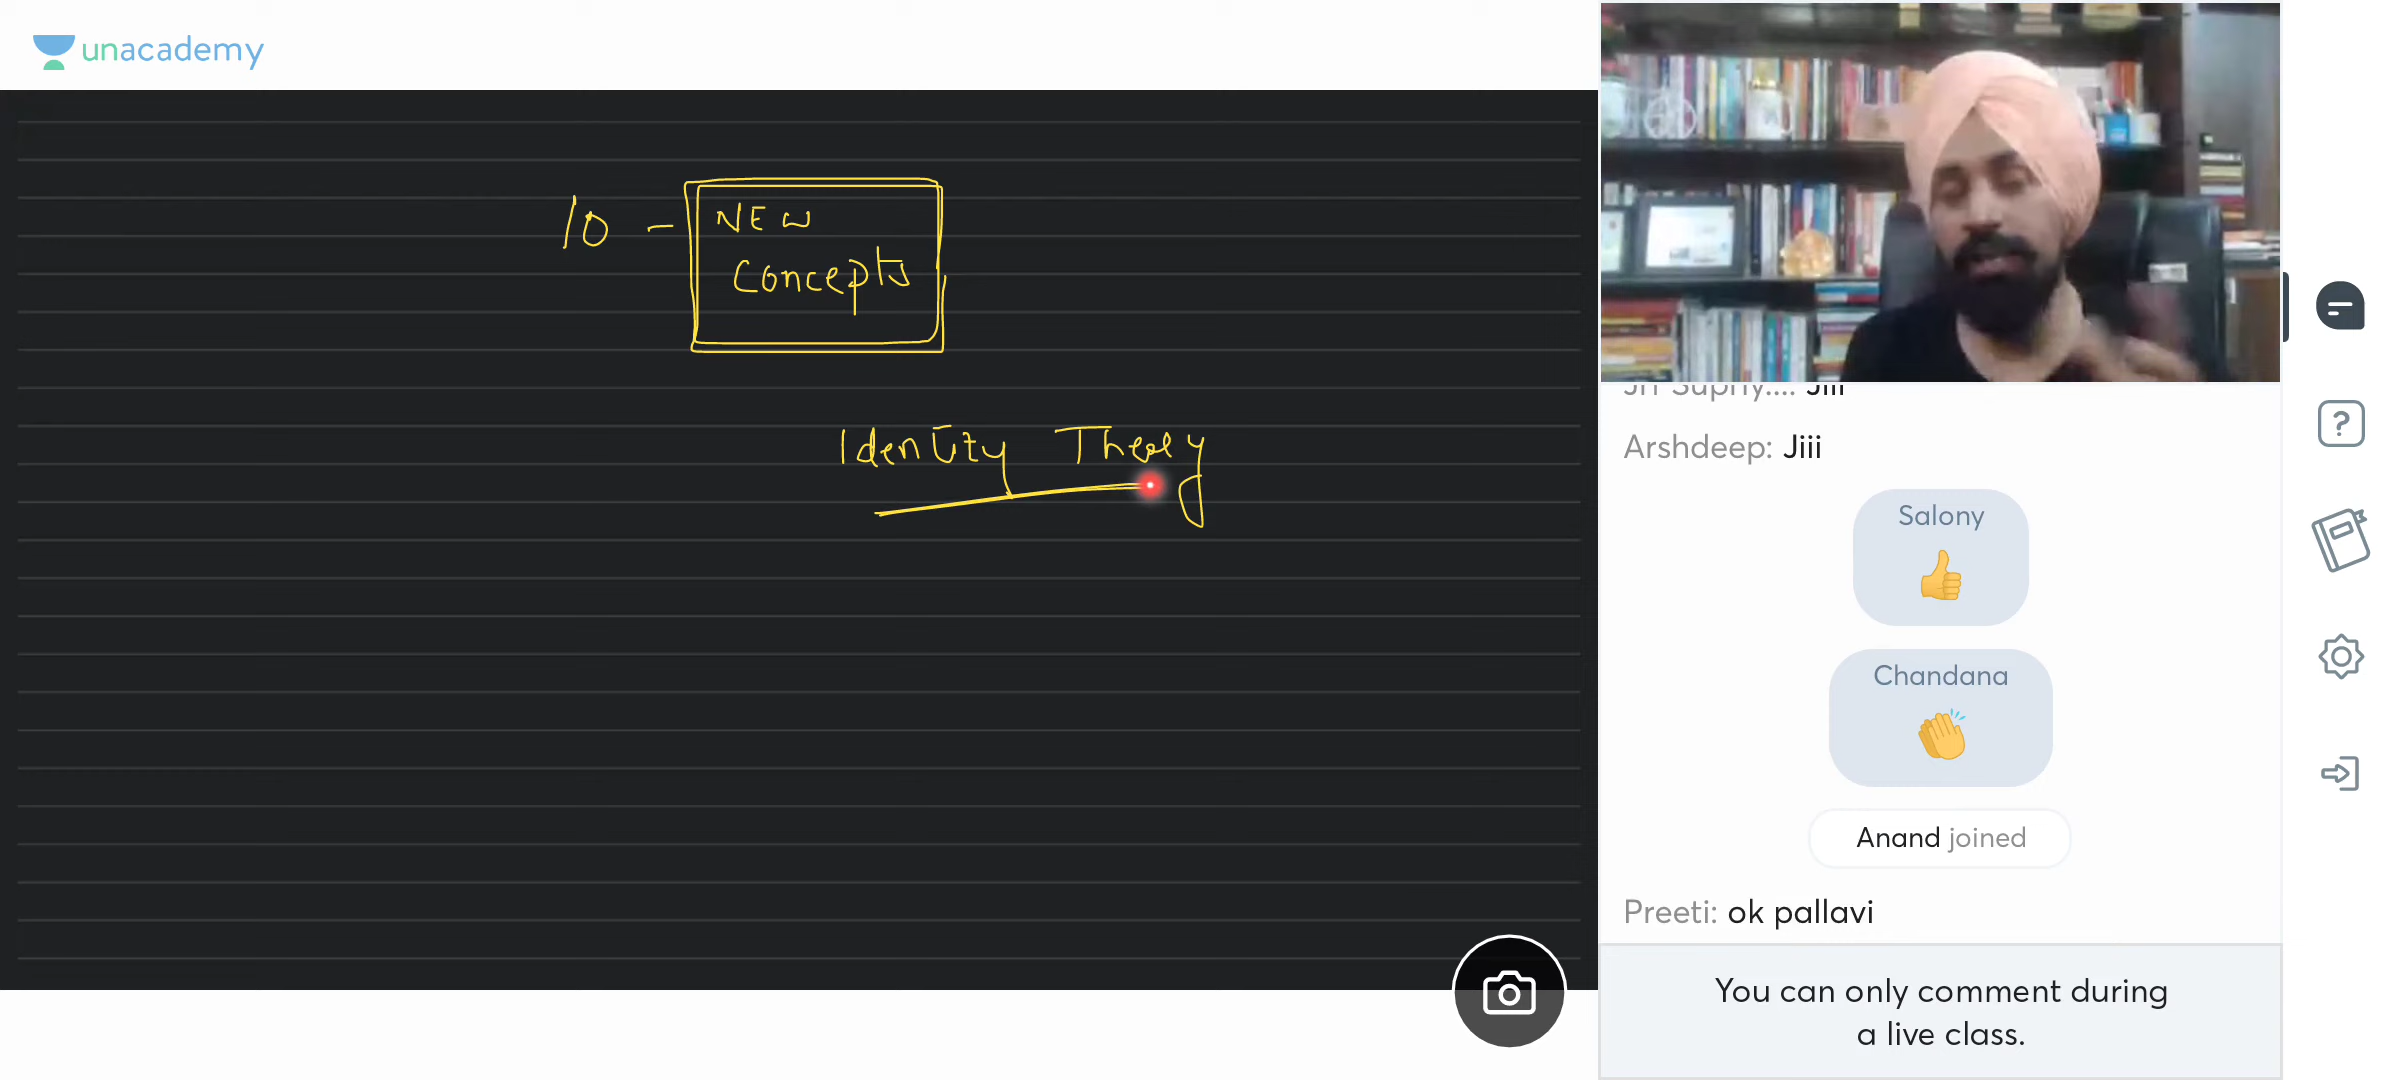 unacademy
10 - NEW
Concepts
Identity Theory
Jiii
Arshdeep: Jiii
Salony
Chandana
Anand joined
Preeti: ok pallavi
You can only comment during
a live class.